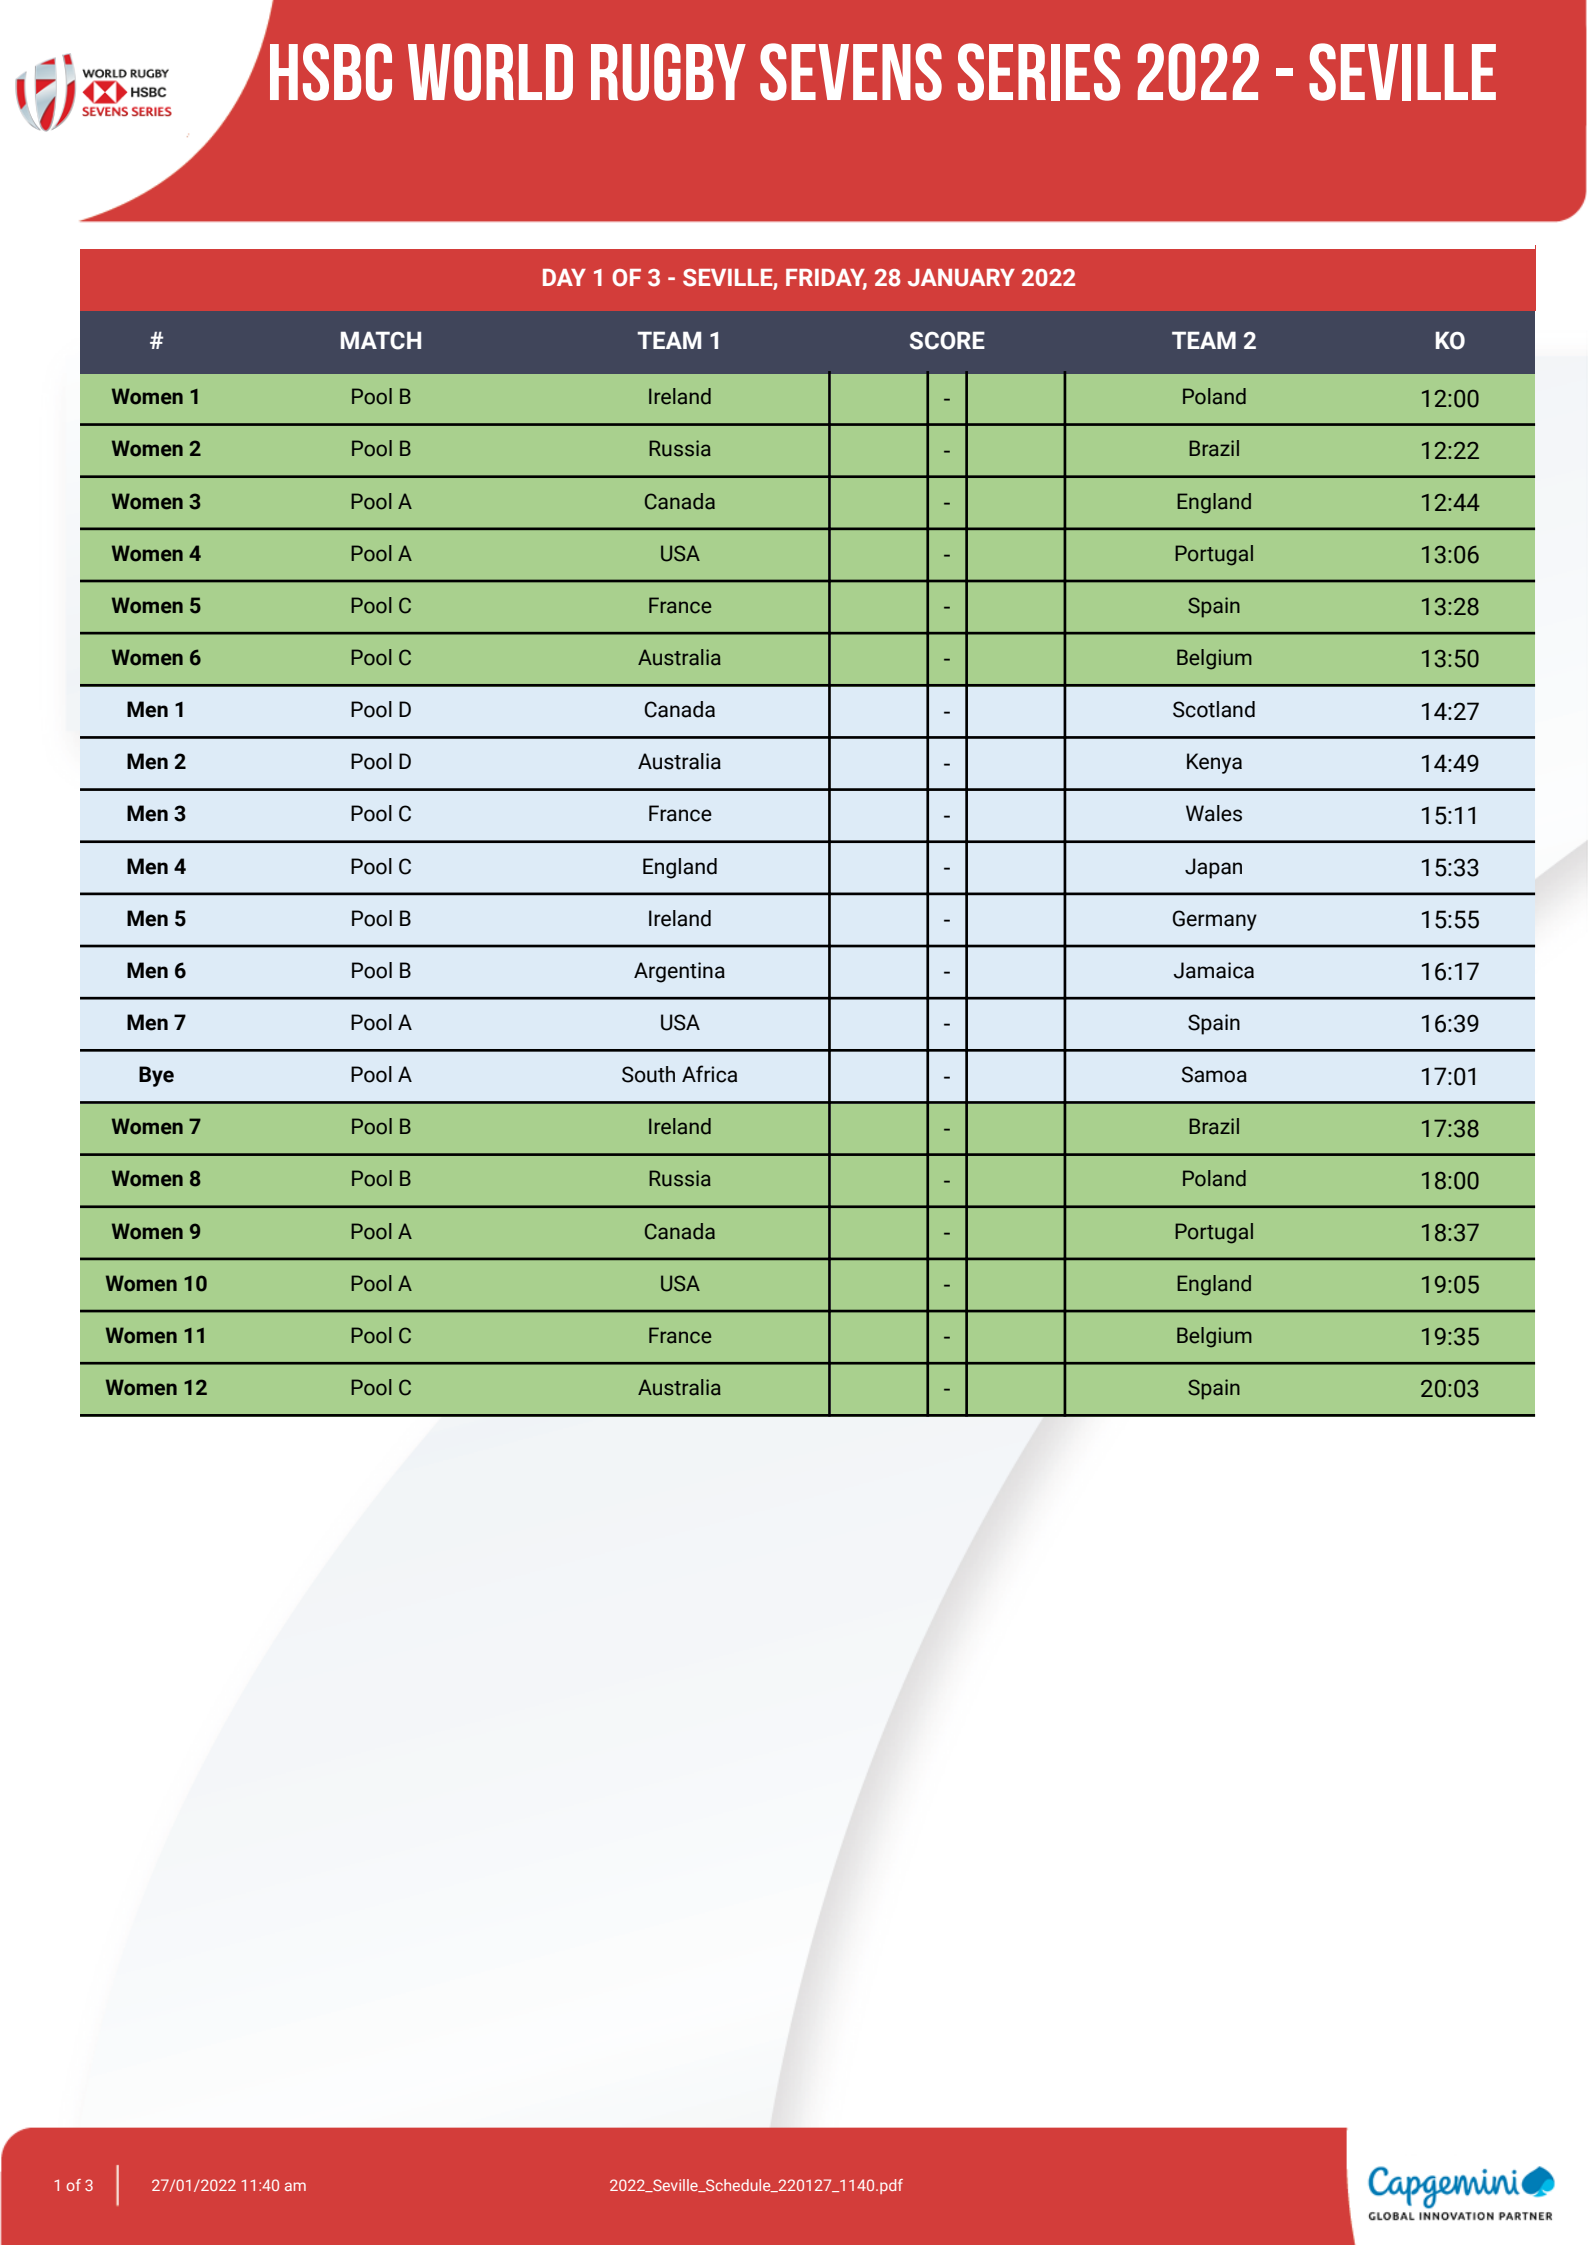 WORLD RUGBY
HSBC
SEVENS SERIES
HSBC WORLD RUGBY SEVENS SERIES 2022 - SEVILLE
DAY 1 OF 3 - SEVILLE, FRIDAY, 28 JANUARY 2022
# MATCH TEAM 1 SCORE TEAM 2 KO
Women 1 Pool B Ireland - Poland 12:00
Women 2 Pool B Russia - Brazil 12:22
Women 3 Pool A Canada - England 12:44
Women 4 Pool A USA - Portugal 13:06
Women 5 Pool C France - Spain 13:28
Women 6 Pool C Australia - Belgium 13:50
Men 1 Pool D Canada - Scotland 14:27
Men 2 Pool D Australia - Kenya 14:49
Men 3 Pool C France - Wales 15:11
Men 4 Pool C England - Japan 15:33
Men 5 Pool B Ireland - Germany 15:55
Men 6 Pool B Argentina - Jamaica 16:17
Men 7 Pool A USA - Spain 16:39
Bye Pool A South Africa - Samoa 17:01
Women 7 Pool B Ireland - Brazil 17:38
Women 8 Pool B Russia - Poland 18:00
Women 9 Pool A Canada - Portugal 18:37
Women 10 Pool A USA - England 19:05
Women 11 Pool C France - Belgium 19:35
Women 12 Pool C Australia - Spain 20:03
1 of 3 27/01/2022 11:40 am 2022_Seville_Schedule_220127_1140.pdf
Capgemini
GLOBAL INNOVATION PARTNER